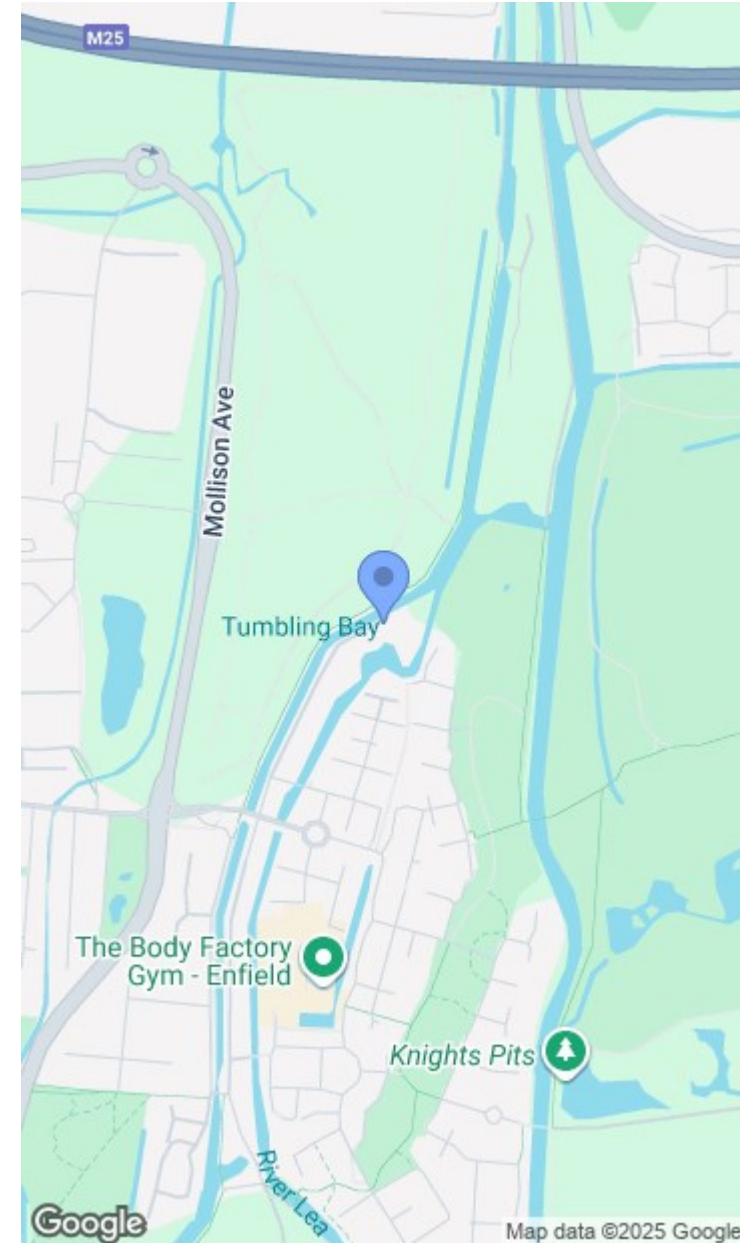 M25
Mollison Ave
Tumbling Bay
The Body Factory
Gym - Enfield
Knights Pits
River Lea
Google
Map data ©2025 Google